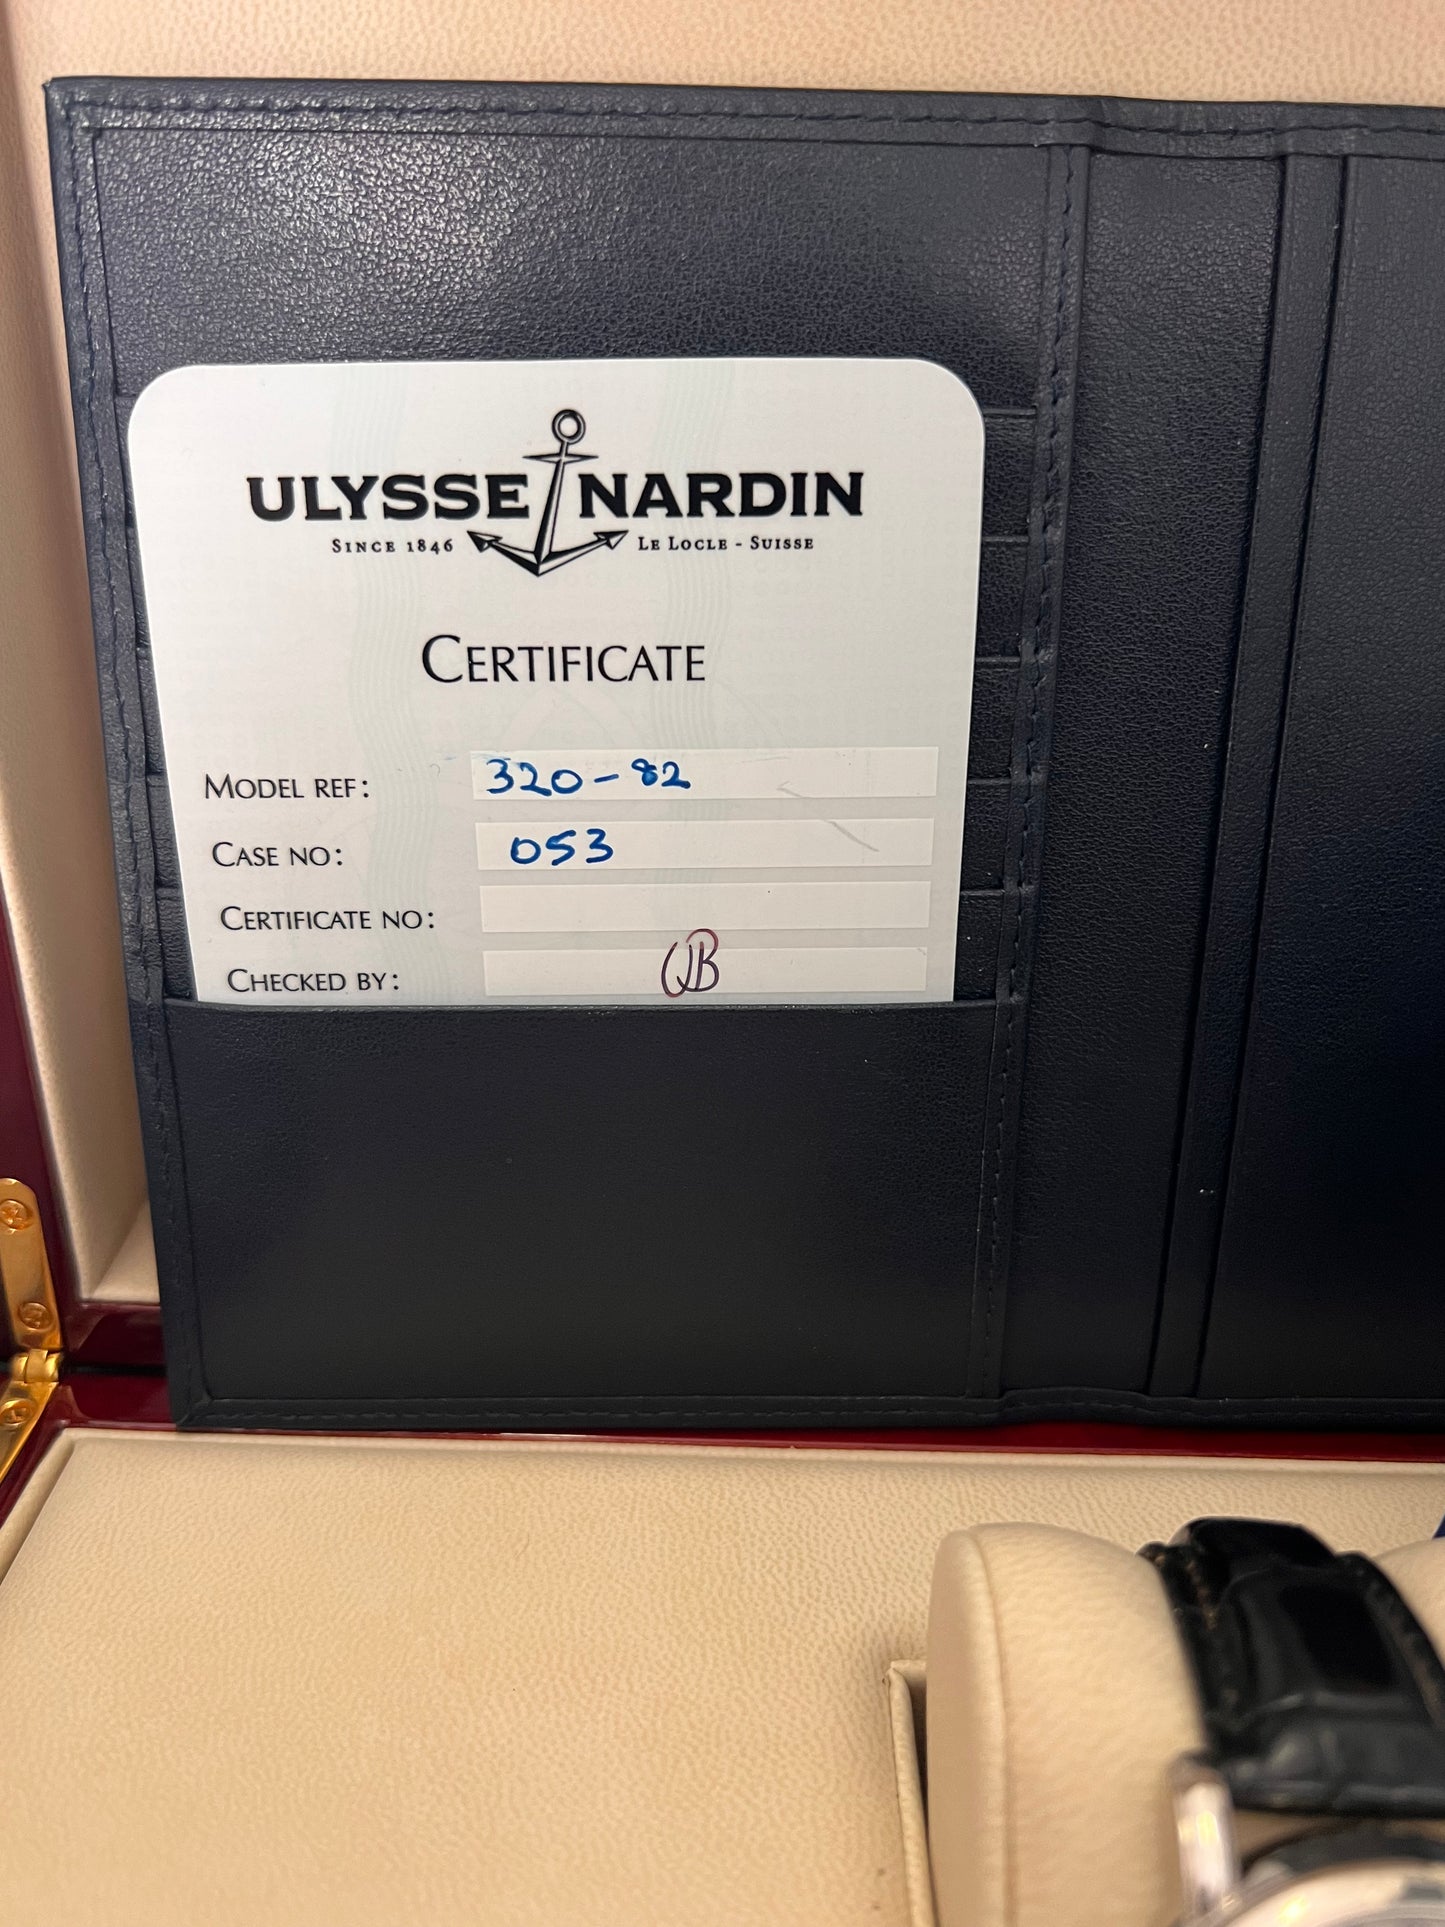 ULYSSE NARDIN
SINCE 1846 LE LOCLE - SUISSE
CERTIFICATE
MODEL REF: 320-82
CASE NO: 053
CERTIFICATE NO:
CHECKED BY: